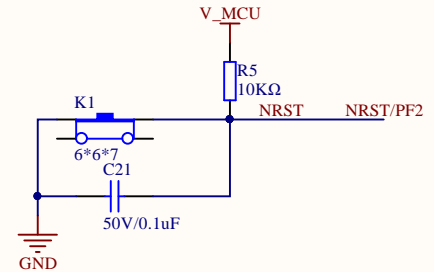 V_MCU
R5
10KΩ
K1
NRST
NRST/PF2
6*6*7
C21
50V/0.1uF
GND